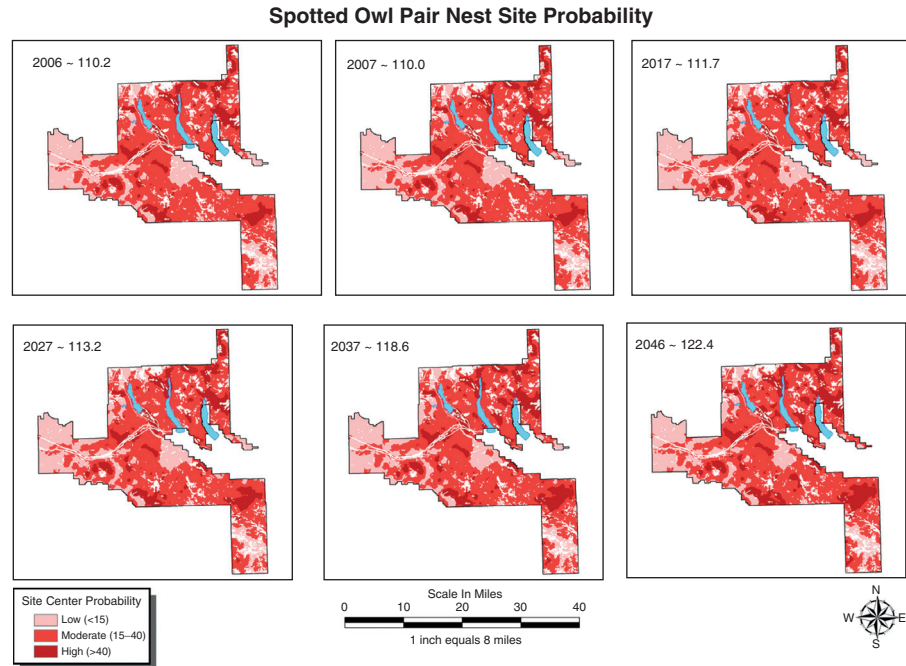 Spotted Owl Pair Nest Site Probability
2006 ~ 110.2
2007 ~ 110.0
2017 ~ 111.7
2027 ~ 113.2
2037 ~ 118.6
2046 ~ 122.4
Site Center Probability
Low (<15)
Moderate (15–40)
High (>40)
Scale In Miles
0 10 20 30 40
1 inch equals 8 miles
N
W E
S